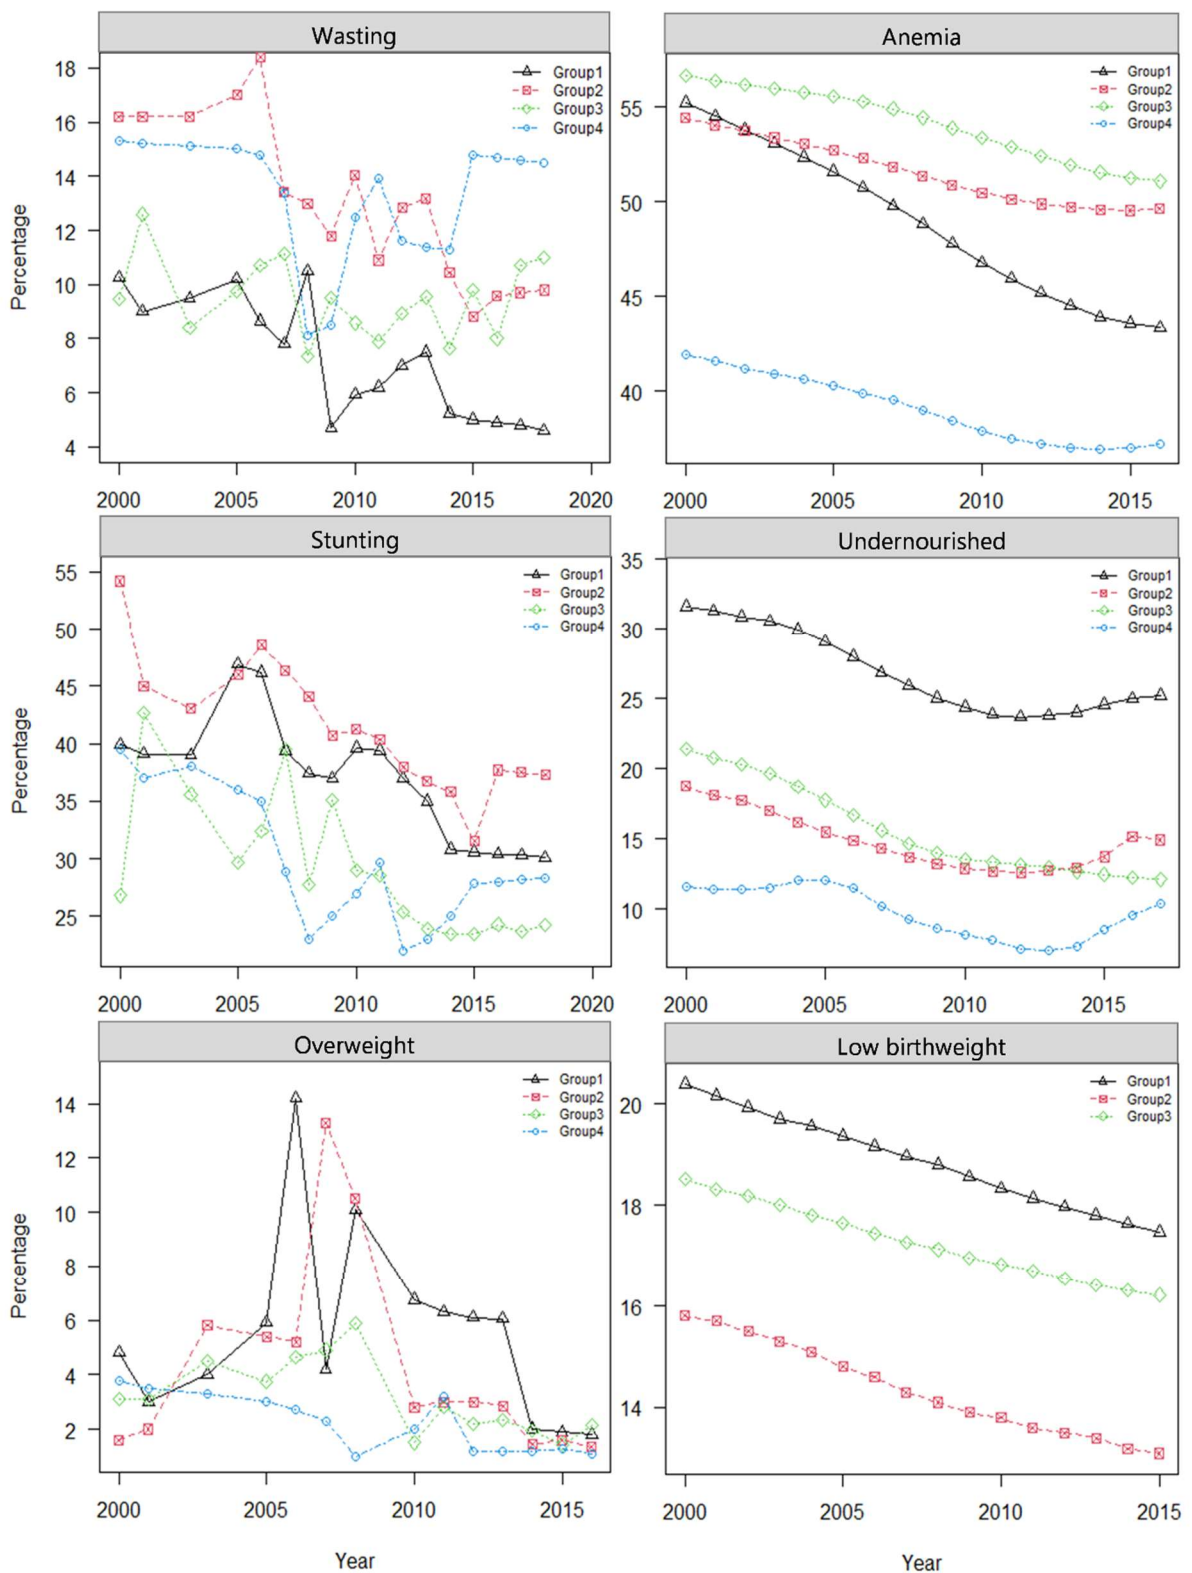 Wasting
Percentage
18
16
14
12
10
8
6
4
Group1
Group2
Group3
Group4
2000 2005 2010 2015 2020
Anemia
55
50
45
40
Group1
Group2
Group3
Group4
2000 2005 2010 2015
Stunting
Percentage
55
50
45
40
35
30
25
Group1
Group2
Group3
Group4
2000 2005 2010 2015 2020
Undernourished
35
30
25
20
15
10
Group1
Group2
Group3
Group4
2000 2005 2010 2015
Overweight
Percentage
14
12
10
8
6
4
2
Group1
Group2
Group3
Group4
2000 2005 2010 2015
Year
Low birthweight
20
18
16
14
Group1
Group2
Group3
2000 2005 2010 2015
Year